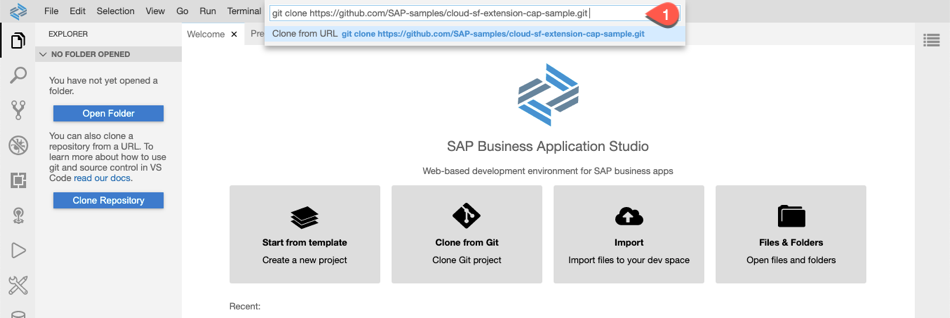 File Edit Selection View Go Run Terminal
git clone https://github.com/SAP-samples/cloud-sf-extension-cap-sample.git
1
Clone from URL git clone https://github.com/SAP-samples/cloud-sf-extension-cap-sample.git
EXPLORER
Welcome
Pre
NO FOLDER OPENED
You have not yet opened a
folder.
Open Folder
You can also clone a
repository from a URL. To
learn more about how to use
git and source control in VS
Code read our docs.
Clone Repository
SAP Business Application Studio
Web-based development environment for SAP business apps
Start from template
Create a new project
Clone from Git
Clone Git project
Import
Import files to your dev space
Files & Folders
Open files and folders
Recent: